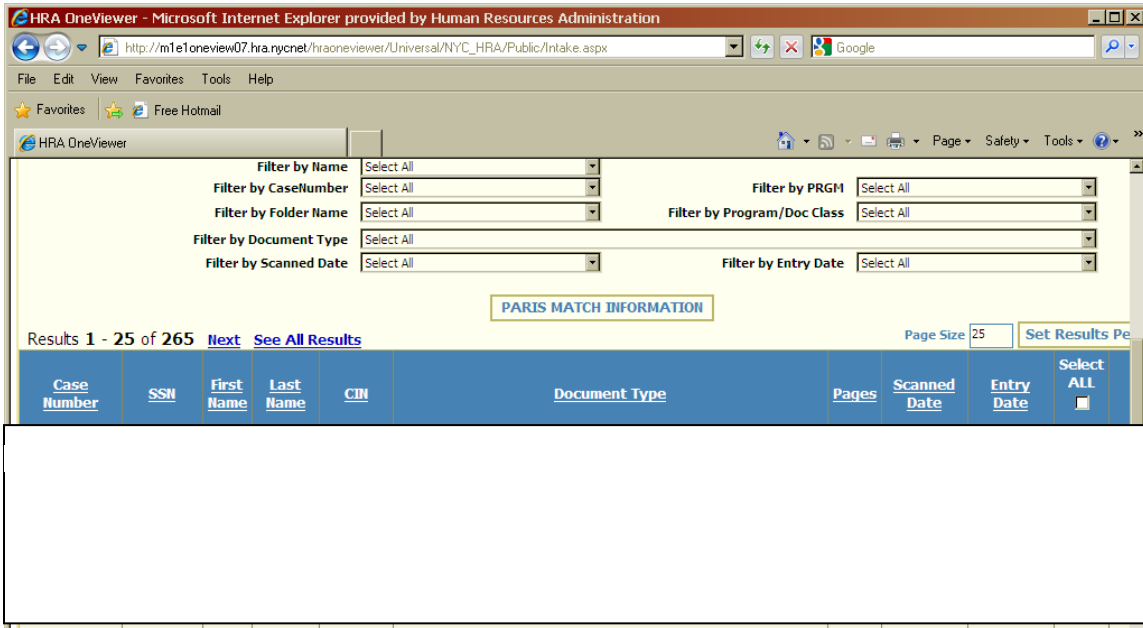 HRA OneViewer - Microsoft Internet Explorer provided by Human Resources Administration
http://m1e1oneview07.hra.nycnet/hraoneviewer/Universal/NYC_HRA/Public/Intake.aspx Google
File Edit View Favorites Tools Help
Favorites Free Hotmail
HRA OneViewer Page Safety Tools
Filter by Name Select All
Filter by CaseNumber Select All Filter by PRGM Select All
Filter by Folder Name Select All Filter by Program/Doc Class Select All
Filter by Document Type Select All
Filter by Scanned Date Select All Filter by Entry Date Select All
PARIS MATCH INFORMATION
Results 1 - 25 of 265 Next See All Results Page Size 25 Set Results Pe
Case Number SSN First Name Last Name CIN Document Type Pages Scanned Date Entry Date Select ALL